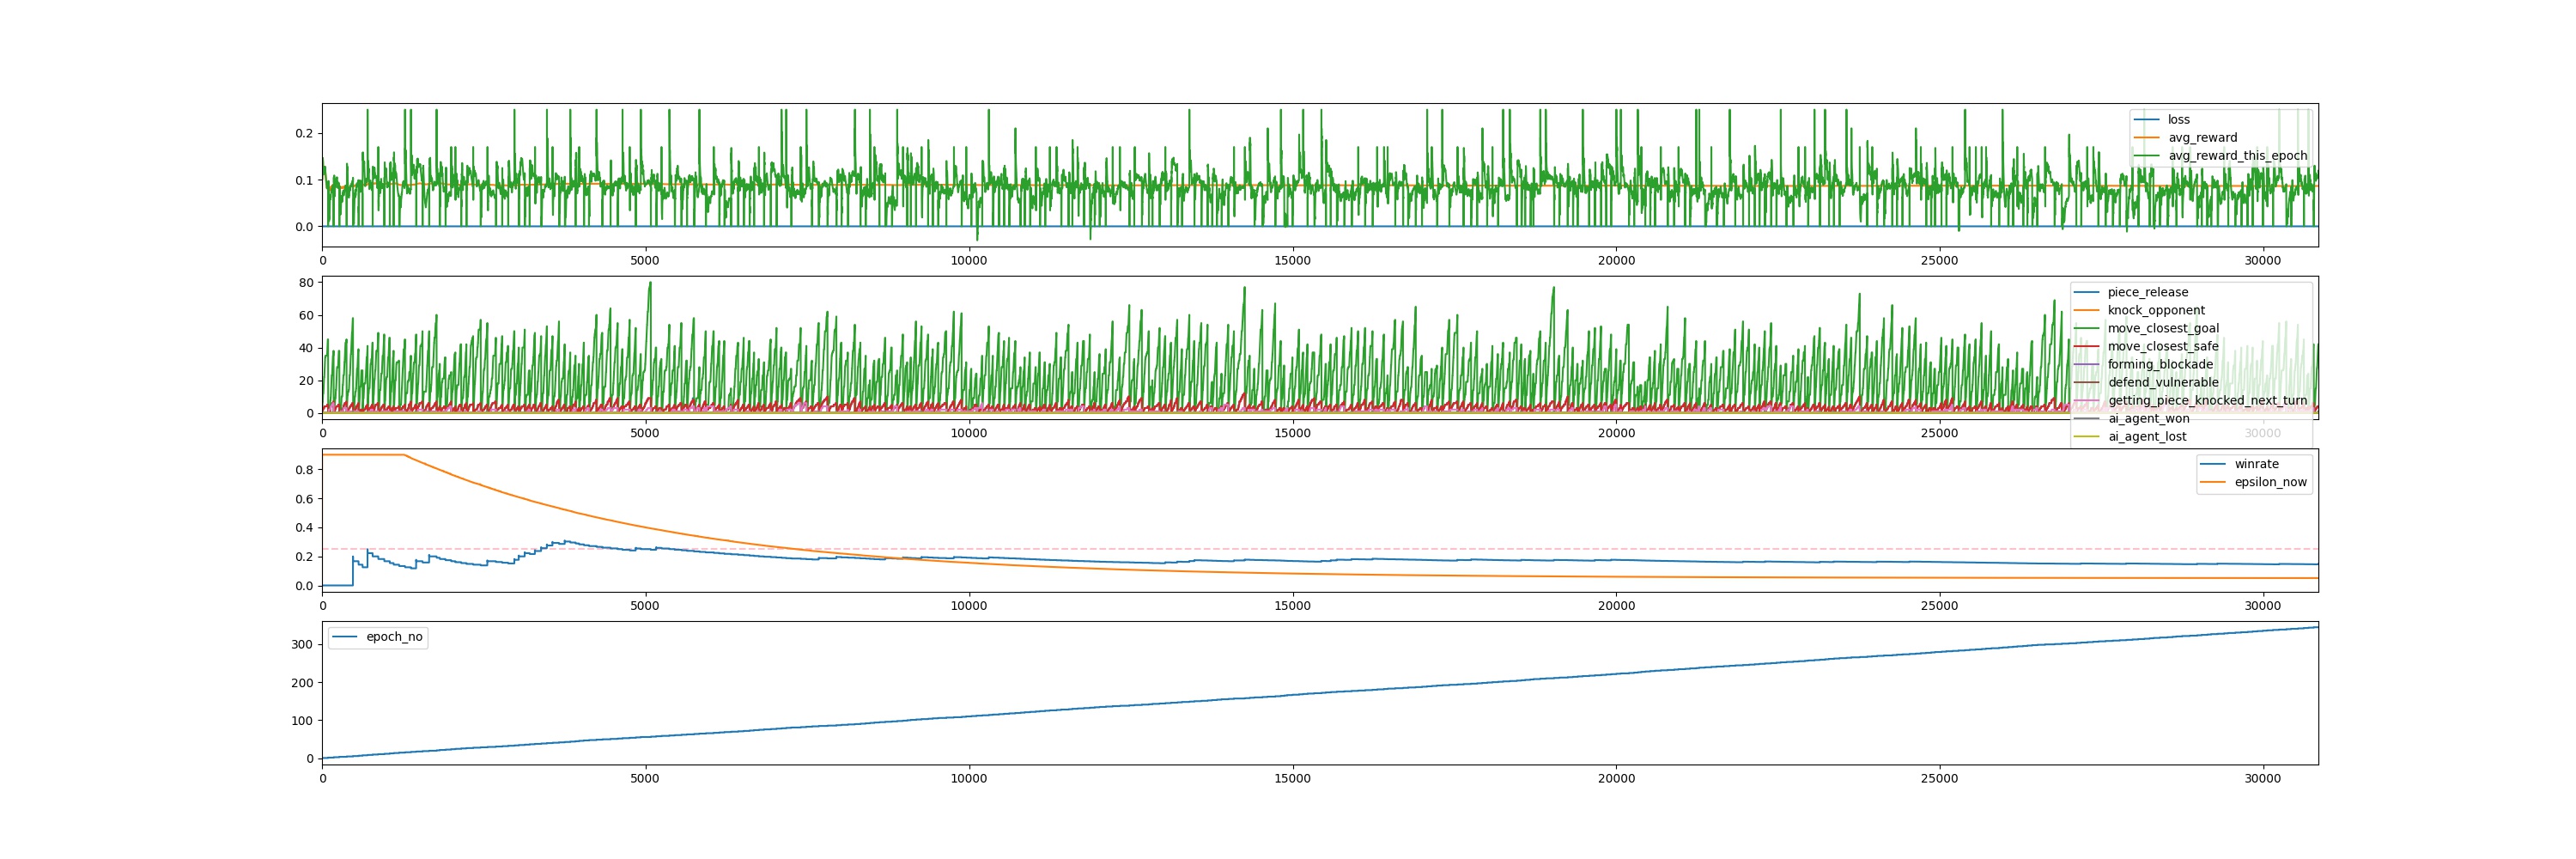 0.2
0.1
0.0
loss
avg_reward
avg_reward_this_epoch
0 5000 10000 15000 20000 25000 30000
80
60
40
20
0
piece_release
knock_opponent
move_closest_goal
move_closest_safe
forming_blockade
defend_vulnerable
getting_piece_knocked_next_turn
ai_agent_won
ai_agent_lost
0 5000 10000 15000 20000 25000 30000
0.8
0.6
0.4
0.2
0.0
winrate
epsilon_now
0 5000 10000 15000 20000 25000 30000
epoch_no
300
200
100
0
0 5000 10000 15000 20000 25000 30000